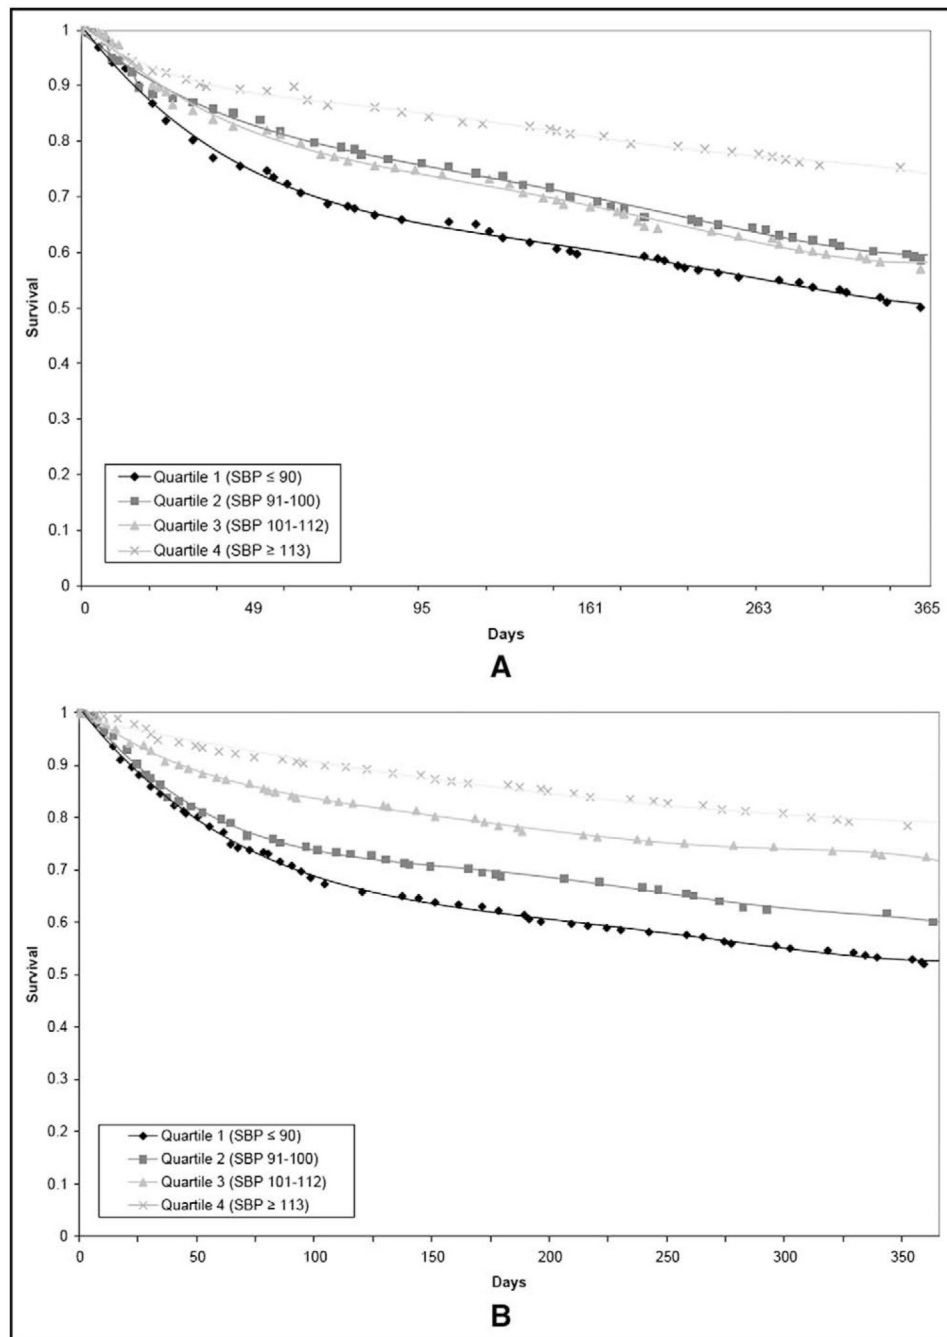 1
0.9
0.8
0.7
0.6
0.5
0.4
0.3
0.2
0.1
0
Survival
Quartile 1 (SBP ≤ 90)
Quartile 2 (SBP 91-100)
Quartile 3 (SBP 101-112)
Quartile 4 (SBP ≥ 113)
0 49 95 161 263 365
Days
A
1
0.9
0.8
0.7
0.6
0.5
0.4
0.3
0.2
0.1
0
Survival
Quartile 1 (SBP ≤ 90)
Quartile 2 (SBP 91-100)
Quartile 3 (SBP 101-112)
Quartile 4 (SBP ≥ 113)
0 50 100 150 200 250 300 350
Days
B